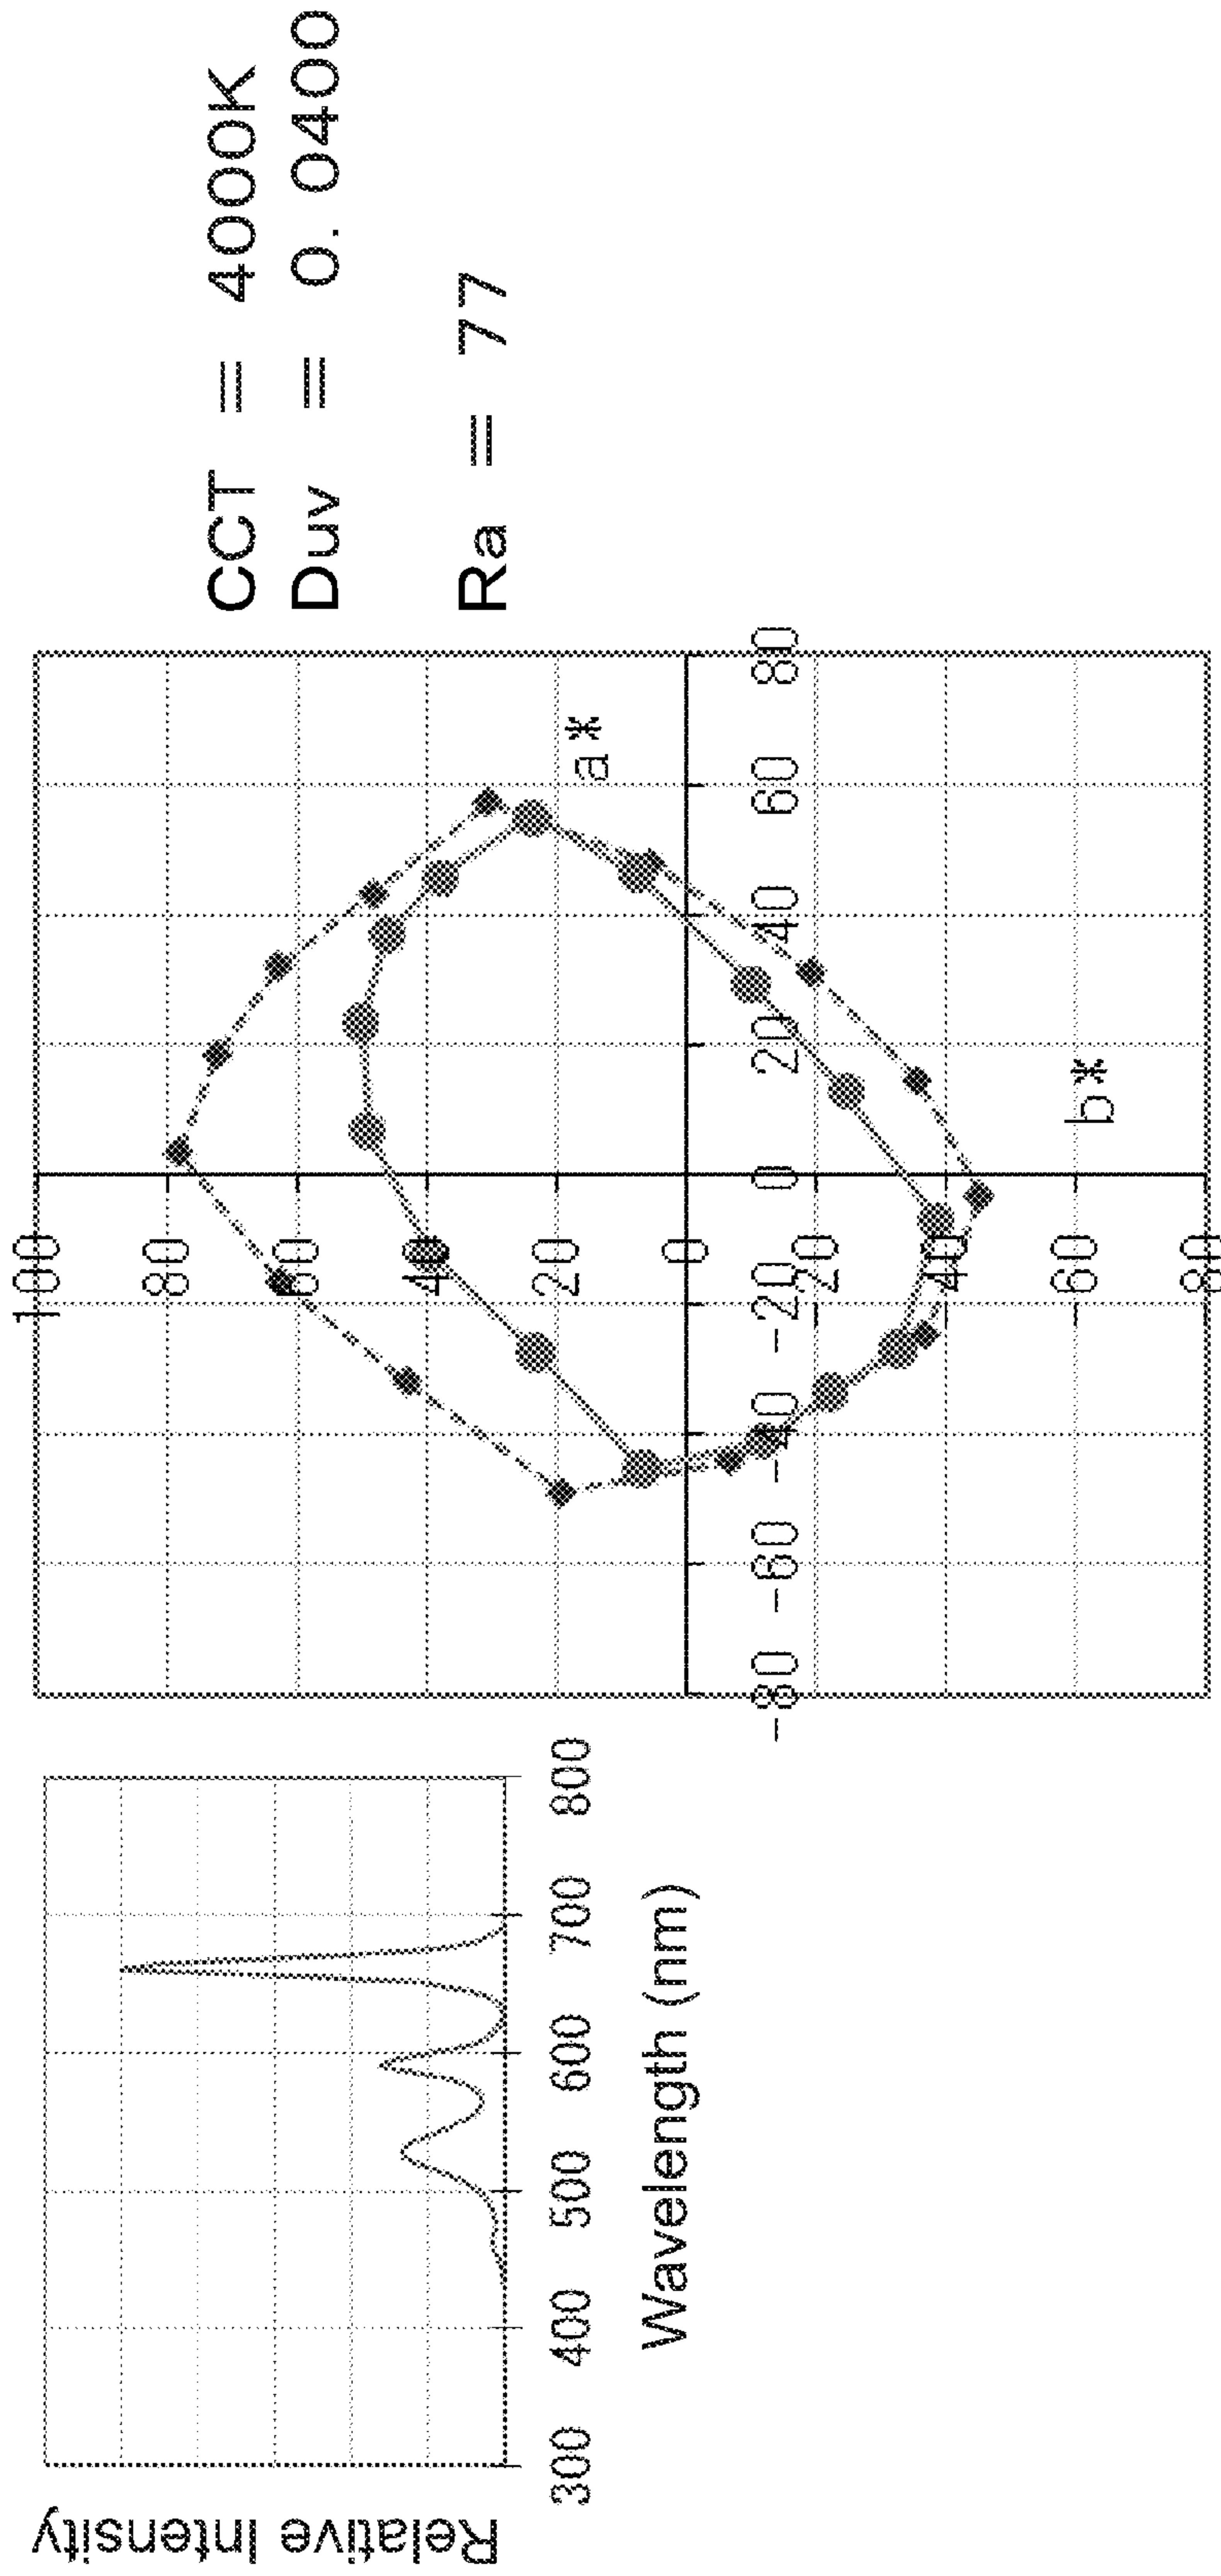 Relative Intensity
300 400 500 600 700 800
Wavelength (nm)
100
80
60
40
20
0
20
40
60
80
-80 -60 -40 -20 0 20 40 60 80
a*
b*
CCT = 4000K
Duv = 0. 0400
Ra = 77